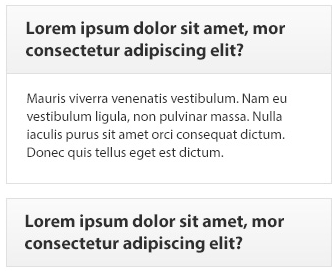 Lorem ipsum dolor sit amet, mor
consectetur adipiscing elit?
Mauris viverra venenatis vestibulum. Nam eu
vestibulum ligula, non pulvinar massa. Nulla
iaculis purus sit amet orci consequat dictum.
Donec quis tellus eget est dictum.
Lorem ipsum dolor sit amet, mor
consectetur adipiscing elit?